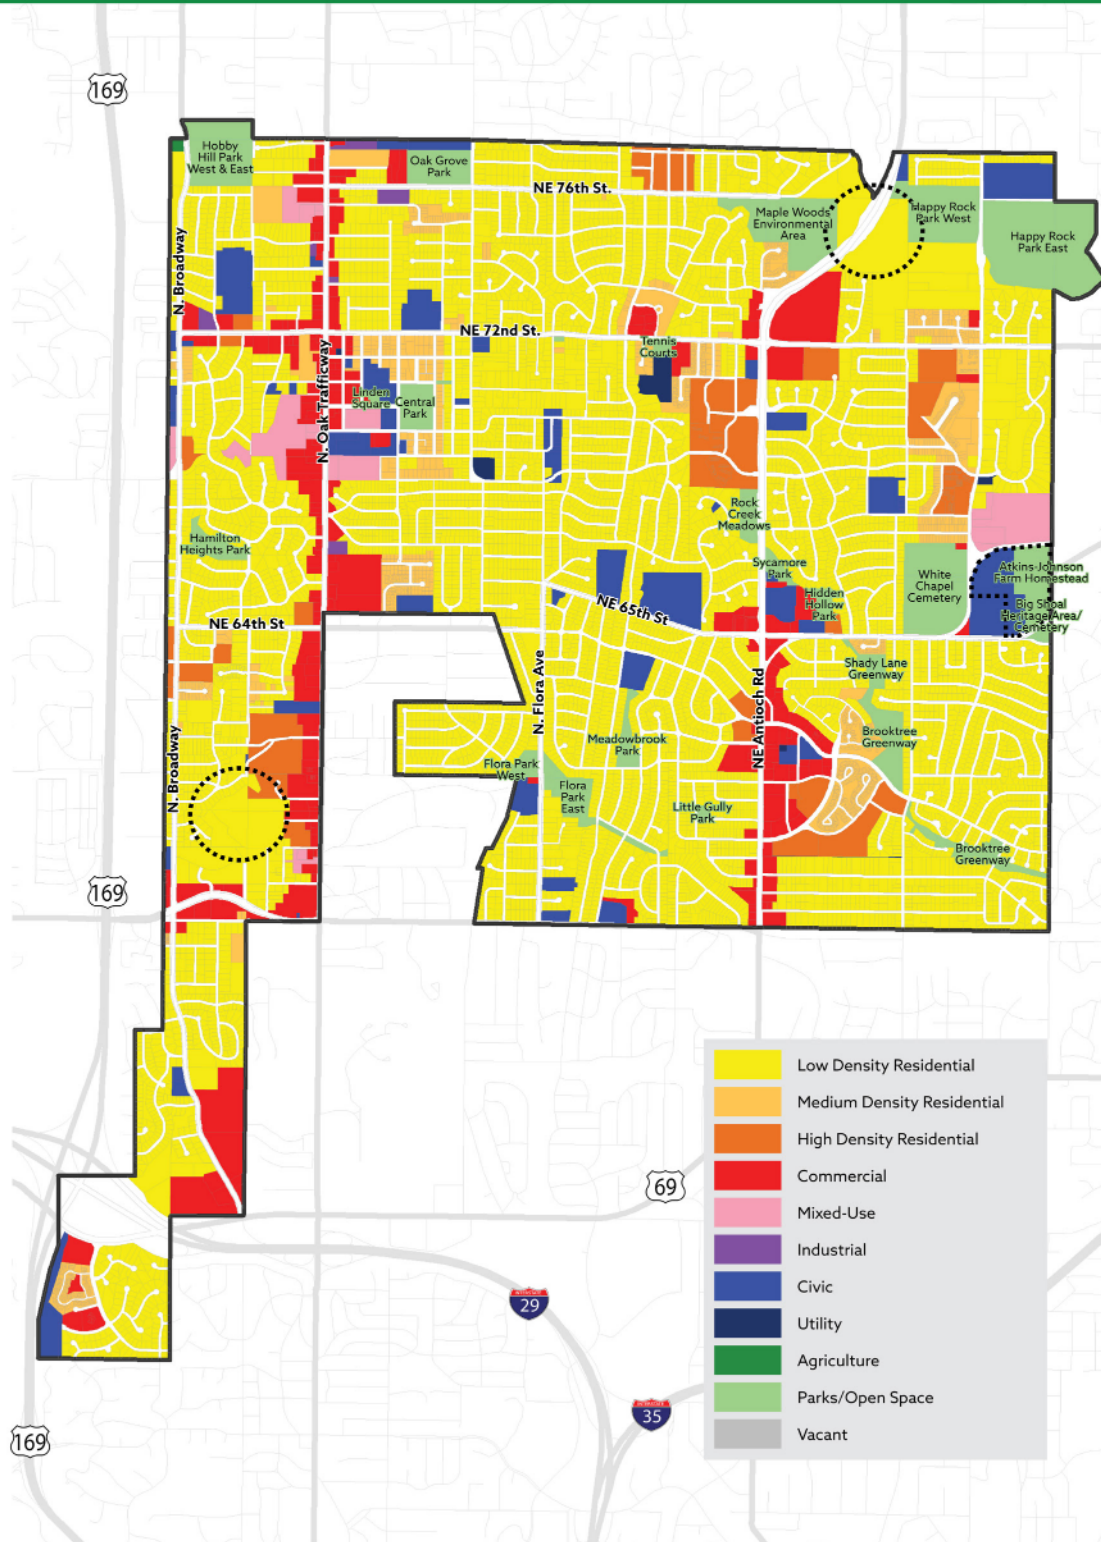 169
Hobby
Hill Park
West & East
Oak Grove
Park
NE 76th St.
Maple Woods
Environmental
Area
Happy Rock
Park West
Happy Rock
Park East
N. Broadway
NE 72nd St.
N. Oak Trafficway
Tennis
Courts
Linden
Square
Central
Park
Rock
Creek
Meadows
Hamilton
Heights Park
Sycamore
Park
White
Chapel
Cemetery
Atkins-Johnson
Farm Homestead
Hidden
Hollow
Park
Big Shoal
Heritage Area/
Cemetery
NE 65th St
NE 64th St
N. Flora Ave
Shady Lane
Greenway
NE Antioch Rd
Brooktree
Greenway
Meadowbrook
Park
N. Broadway
Flora Park
West
Flora
Park
East
Little Gully
Park
Brooktree
Greenway
169
Low Density Residential
Medium Density Residential
High Density Residential
Commercial
Mixed-Use
Industrial
Civic
Utility
Agriculture
Parks/Open Space
Vacant
69
INTERSTATE
29
INTERSTATE
35
169